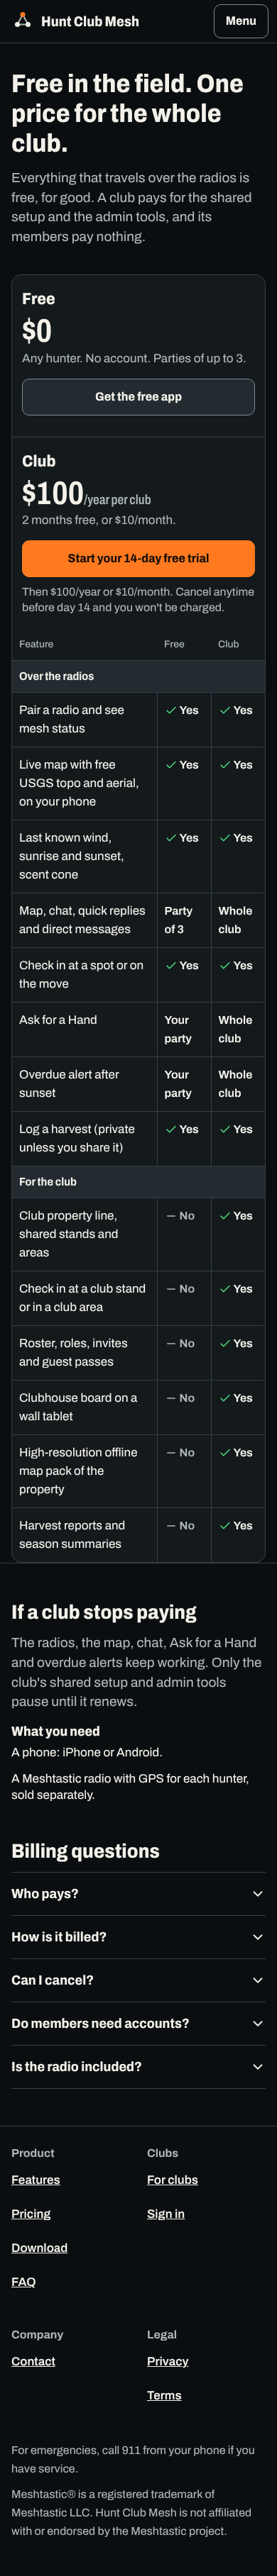 Hunt Club Mesh
Menu
Free in the field. One
price for the whole
club.
Everything that travels over the radios is
free, for good. A club pays for the shared
setup and the admin tools, and its
members pay nothing.
Free
$0
Any hunter. No account. Parties of up to 3.
Get the free app
Club
$100/year per club
2 months free, or $10/month.
Start your 14-day free trial
Then $100/year or $10/month. Cancel anytime
before day 14 and you won't be charged.
Feature Free Club
Over the radios
Pair a radio and see Yes Yes
mesh status
Live map with free Yes Yes
USGS topo and aerial,
on your phone
Last known wind, Yes Yes
sunrise and sunset,
scent cone
Map, chat, quick replies Party Whole
and direct messages of 3 club
Check in at a spot or on Yes Yes
the move
Ask for a Hand Your Whole
party club
Overdue alert after Your Whole
sunset party club
Log a harvest (private Yes Yes
unless you share it)
For the club
Club property line, No Yes
shared stands and
areas
Check in at a club stand No Yes
or in a club area
Roster, roles, invites No Yes
and guest passes
Clubhouse board on a No Yes
wall tablet
High-resolution offline No Yes
map pack of the
property
Harvest reports and No Yes
season summaries
If a club stops paying
The radios, the map, chat, Ask for a Hand
and overdue alerts keep working. Only the
club's shared setup and admin tools
pause until it renews.
What you need
A phone: iPhone or Android.
A Meshtastic radio with GPS for each hunter,
sold separately.
Billing questions
Who pays?
How is it billed?
Can I cancel?
Do members need accounts?
Is the radio included?
Product
Features
Pricing
Download
FAQ
Clubs
For clubs
Sign in
Company
Contact
Legal
Privacy
Terms
For emergencies, call 911 from your phone if you
have service.
Meshtastic® is a registered trademark of
Meshtastic LLC. Hunt Club Mesh is not affiliated
with or endorsed by the Meshtastic project.